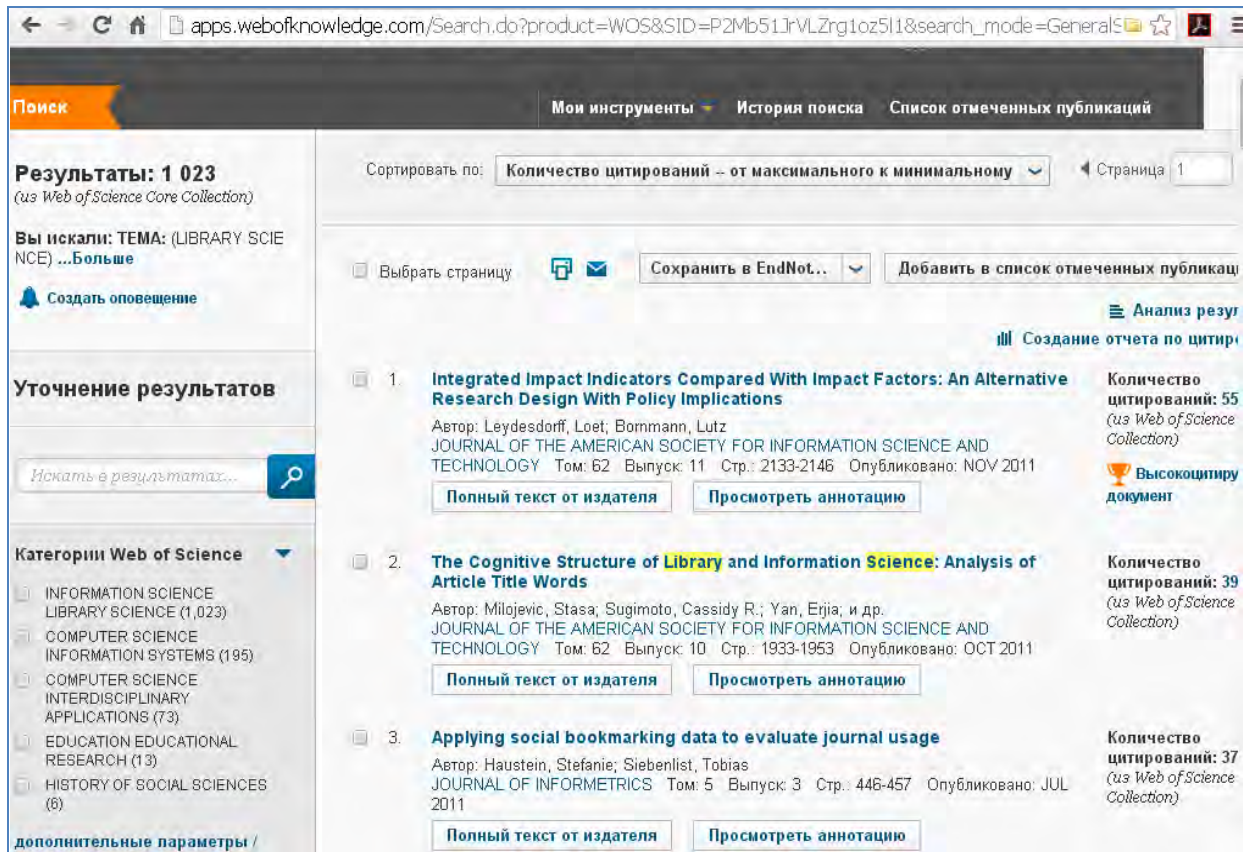 apps.webofknowledge.com/Search.do?product=WOS&SID=P2Mb51JrVLZrg1oz5l1&search_mode=GeneralS
Поиск
Мои инструменты История поиска Список отмеченных публикаций
Результаты: 1 023
(из Web of Science Core Collection)
Вы искали: ТЕМА: (LIBRARY SCIE
NCE) ...Больше
Создать оповещение
Уточнение результатов
Искать в результатах...
Категории Web of Science
INFORMATION SCIENCE
LIBRARY SCIENCE (1,023)
COMPUTER SCIENCE
INFORMATION SYSTEMS (195)
COMPUTER SCIENCE
INTERDISCIPLINARY
APPLICATIONS (73)
EDUCATION EDUCATIONAL
RESEARCH (13)
HISTORY OF SOCIAL SCIENCES
(6)
дополнительные параметры /
Сортировать по: Количество цитирований -- от максимального к минимальному Страница 1
Выбрать страницу Сохранить в EndNot... Добавить в список отмеченных публикаци
Анализ резул
Создание отчета по цитиро
1. Integrated Impact Indicators Compared With Impact Factors: An Alternative
Research Design With Policy Implications
Автор: Leydesdorff, Loet; Bornmann, Lutz
JOURNAL OF THE AMERICAN SOCIETY FOR INFORMATION SCIENCE AND
TECHNOLOGY Том: 62 Выпуск: 11 Стр.: 2133-2146 Опубликовано: NOV 2011
Полный текст от издателя Просмотреть аннотацию
Количество
цитирований: 55
(из Web of Science
Collection)
Высокоцитиру
документ
2. The Cognitive Structure of Library and Information Science: Analysis of
Article Title Words
Автор: Milojevic, Stasa; Sugimoto, Cassidy R.; Yan, Erjia; и др.
JOURNAL OF THE AMERICAN SOCIETY FOR INFORMATION SCIENCE AND
TECHNOLOGY Том: 62 Выпуск: 10 Стр.: 1933-1953 Опубликовано: OCT 2011
Полный текст от издателя Просмотреть аннотацию
Количество
цитирований: 39
(из Web of Science
Collection)
3. Applying social bookmarking data to evaluate journal usage
Автор: Haustein, Stefanie; Siebenlist, Tobias
JOURNAL OF INFORMETRICS Том: 5 Выпуск: 3 Стр.: 446-457 Опубликовано: JUL
2011
Полный текст от издателя Просмотреть аннотацию
Количество
цитирований: 37
(из Web of Science
Collection)